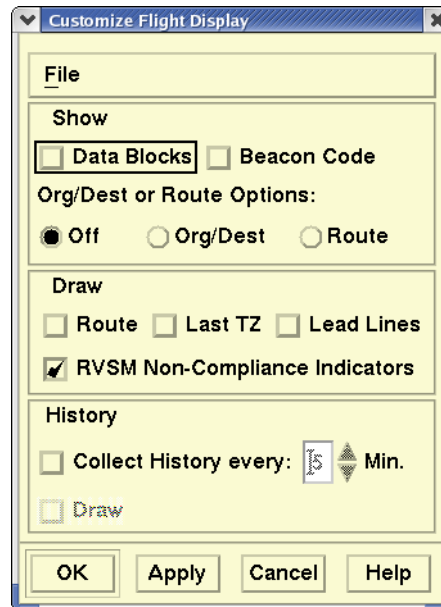 Customize Flight Display
File
Show
Data Blocks Beacon Code
Org/Dest or Route Options:
Off Org/Dest Route
Draw
Route Last TZ Lead Lines
RVSM Non-Compliance Indicators
History
Collect History every: 5 Min.
Draw
OK Apply Cancel Help